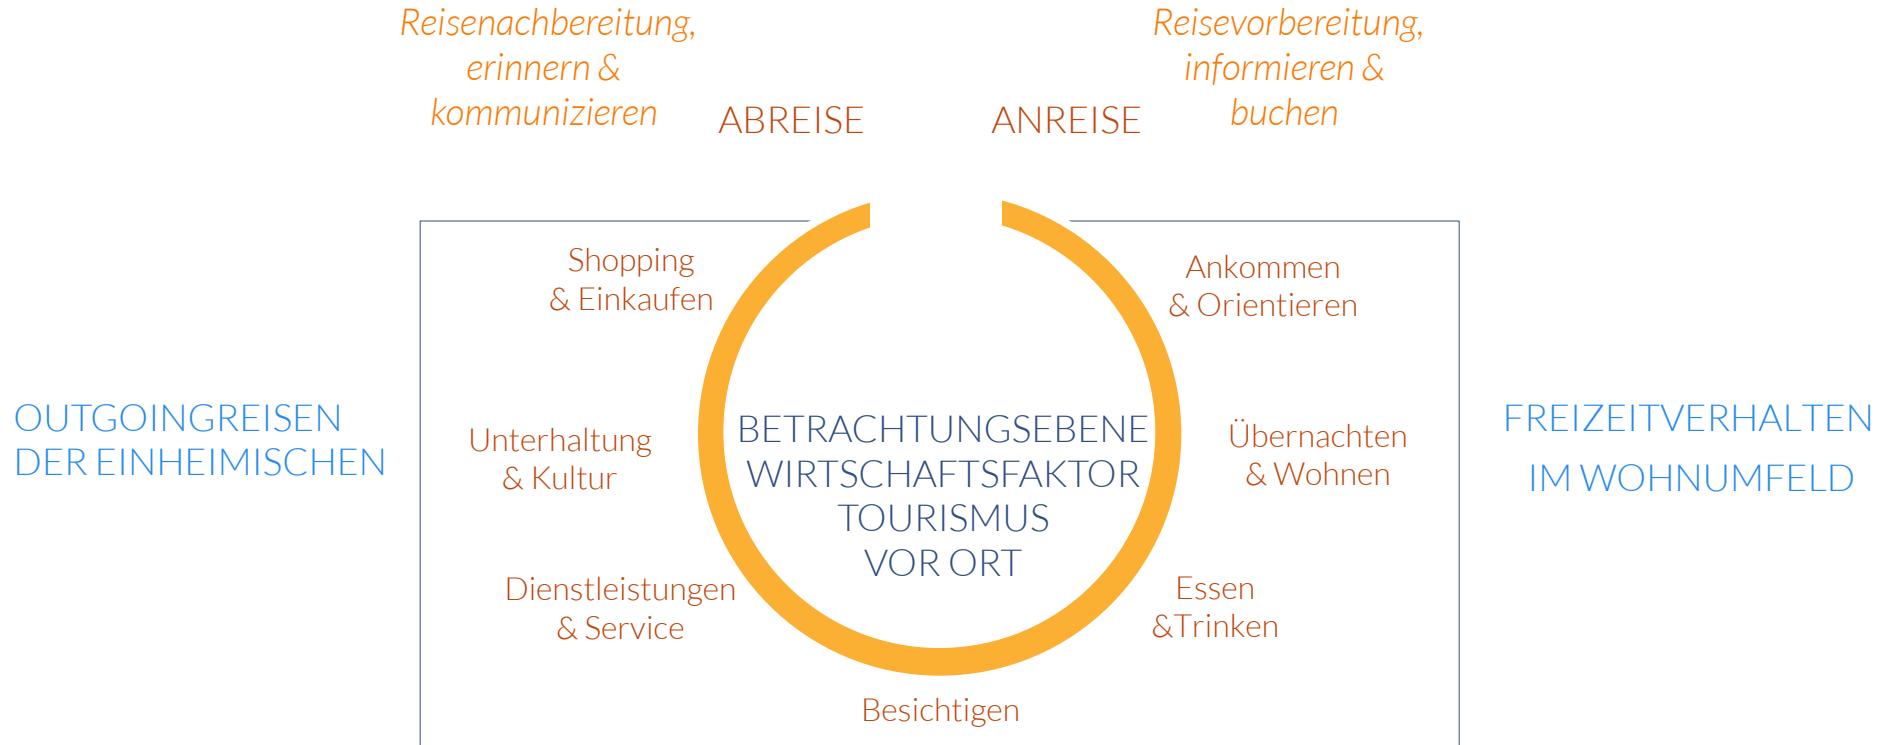 Reisenachbereitung,
erinnern &
kommunizieren
ABREISE
ANREISE
Reisevorbereitung,
informieren &
buchen
Shopping
& Einkaufen
Ankommen
& Orientieren
OUTGOINGREISEN
DER EINHEIMISCHEN
Unterhaltung
& Kultur
BETRACHTUNGSEBENE
WIRTSCHAFTSFAKTOR
TOURISMUS
VOR ORT
Übernachten
& Wohnen
FREIZEITVERHALTEN
IM WOHNUMFELD
Dienstleistungen
& Service
Essen
&Trinken
Besichtigen